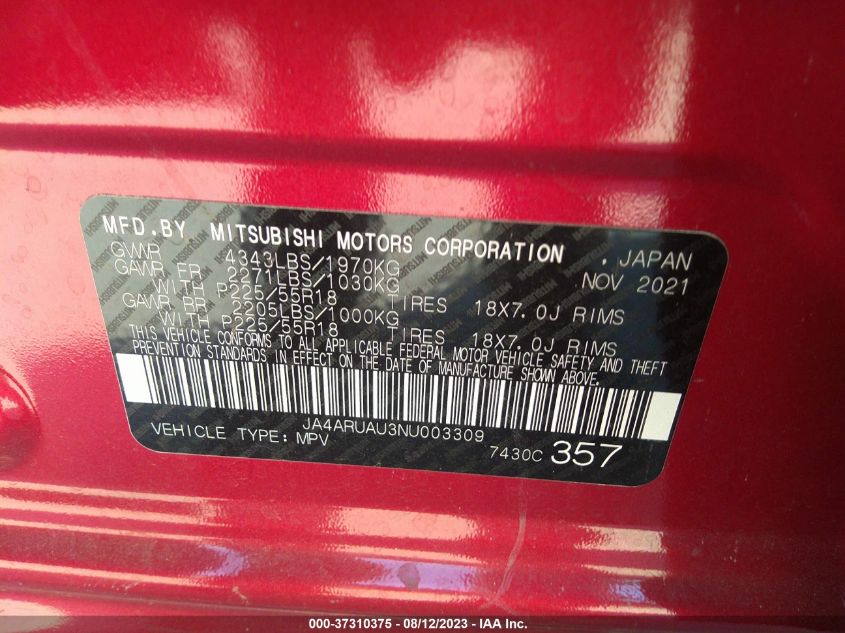 MFD.BY MITSUBISHI MOTORS CORPORATION . JAPAN
GVWR 4343LBS/1970KG NOV 2021
GAWR FR 2271LBS/1030KG
WITH P225/55R18 TIRES 18X7.0J RIMS
GAWR RR 2205LBS/1000KG
WITH P225/55R18 TIRES 18X7.0J RIMS
THIS VEHICLE CONFORMS TO ALL APPLICABLE FEDERAL MOTOR VEHICLE SAFETY AND THEFT
PREVENTION STANDARDS IN EFFECT ON THE DATE OF MANUFACTURE SHOWN ABOVE.
JA4ARUAU3NU003309
VEHICLE TYPE: MPV 7430C 357
000-37310375 - 08/12/2023 - IAA Inc.